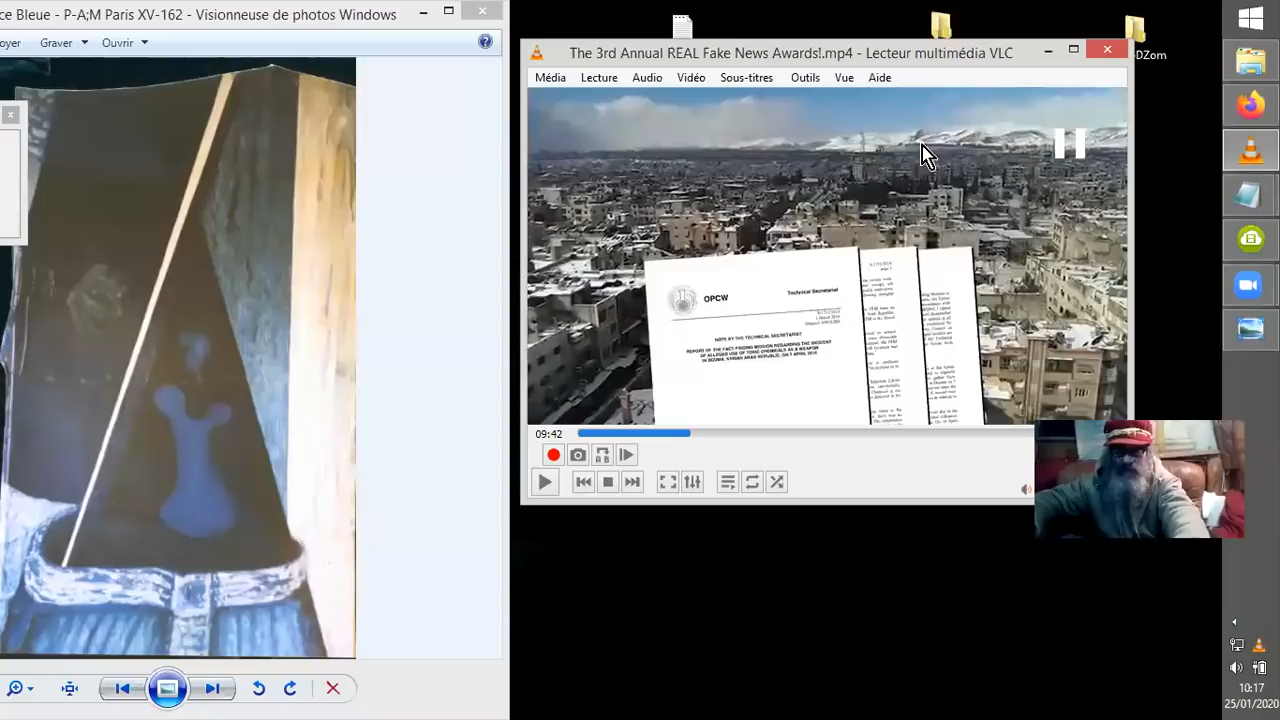 ce Bleue - P-A;M Paris XV-162 - Visionneuse de photos Windows
oyer Graver Ouvrir
The 3rd Annual REAL Fake News Awards!.mp4 - Lecteur multimédia VLC
Média Lecture Audio Vidéo Sous-titres Outils Vue Aide
OPCW
Technical Secretariat
NOTE BY THE TECHNICAL SECRETARIAT
REPORT OF THE FACT-FINDING MISSION REGARDING THE INCIDENT
OF ALLEGED USE OF TOXIC CHEMICALS AS A WEAPON
IN DOUMA, SYRIAN ARAB REPUBLIC, ON 7 APRIL 2018
09:42
DZom
10:17
25/01/2020